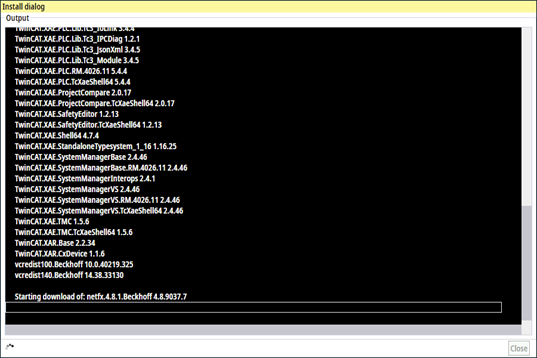 Install dialog
Output
TwinCAT.XAE.PLC.Lib.Tc3_IoLink 3.4.4
TwinCAT.XAE.PLC.Lib.Tc3_IPCDiag 1.2.1
TwinCAT.XAE.PLC.Lib.Tc3_JsonXml 3.4.5
TwinCAT.XAE.PLC.Lib.Tc3_Module 3.4.5
TwinCAT.XAE.PLC.RM.4026.11 5.4.4
TwinCAT.XAE.PLC.TcXaeShell64 5.4.4
TwinCAT.XAE.ProjectCompare 2.0.17
TwinCAT.XAE.ProjectCompare.TcXaeShell64 2.0.17
TwinCAT.XAE.SafetyEditor 1.2.13
TwinCAT.XAE.SafetyEditor.TcXaeShell64 1.2.13
TwinCAT.XAE.Shell64 4.7.4
TwinCAT.XAE.StandaloneTypesystem_1_16 1.16.25
TwinCAT.XAE.SystemManagerBase 2.4.46
TwinCAT.XAE.SystemManagerBase.RM.4026.11 2.4.46
TwinCAT.XAE.SystemManagerInterops 2.4.1
TwinCAT.XAE.SystemManagerVS 2.4.46
TwinCAT.XAE.SystemManagerVS.RM.4026.11 2.4.46
TwinCAT.XAE.SystemManagerVS.TcXaeShell64 2.4.46
TwinCAT.XAE.TMC 1.5.6
TwinCAT.XAE.TMC.TcXaeShell64 1.5.6
TwinCAT.XAR.Base 2.2.34
TwinCAT.XAR.CxDevice 1.1.6
vcredist100.Beckhoff 10.0.40219.325
vcredist140.Beckhoff 14.38.33130
Starting download of: netfx.4.8.1.Beckhoff 4.8.9037.7
Close